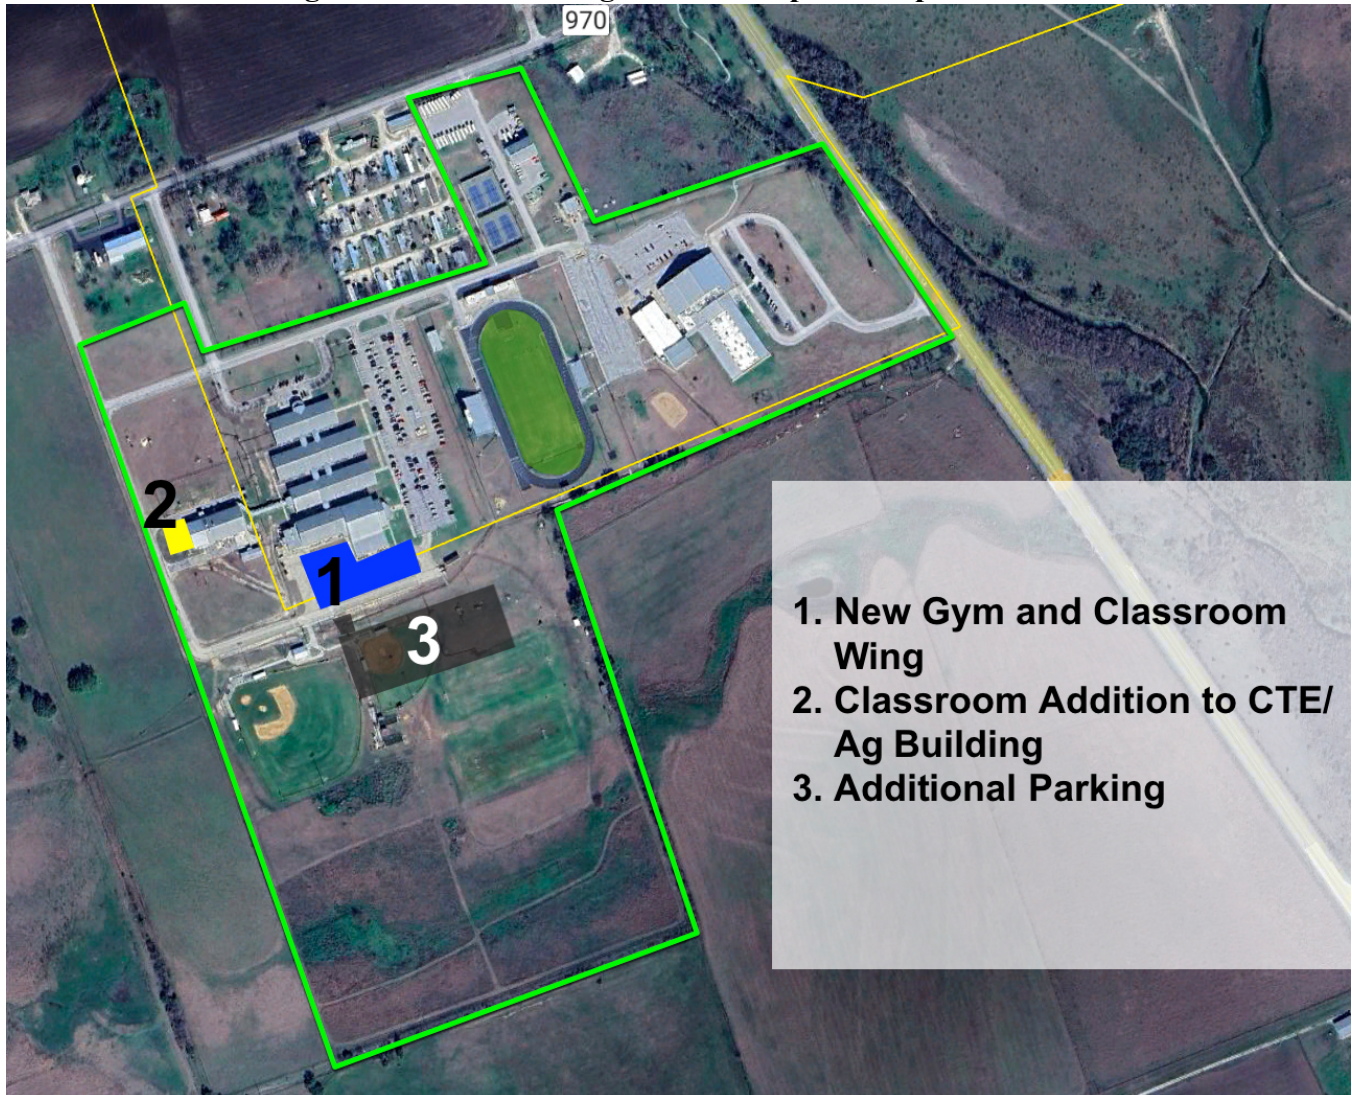 970
2
1
3
1. New Gym and Classroom
Wing
2. Classroom Addition to CTE/
Ag Building
3. Additional Parking